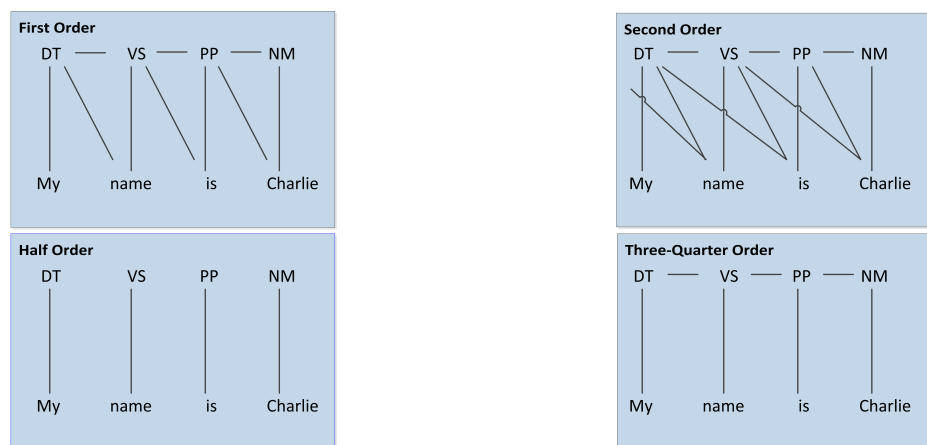 First Order
DT VS PP NM
My name is Charlie
Second Order
DT VS PP NM
My name is Charlie
Half Order
DT VS PP NM
My name is Charlie
Three-Quarter Order
DT VS PP NM
My name is Charlie